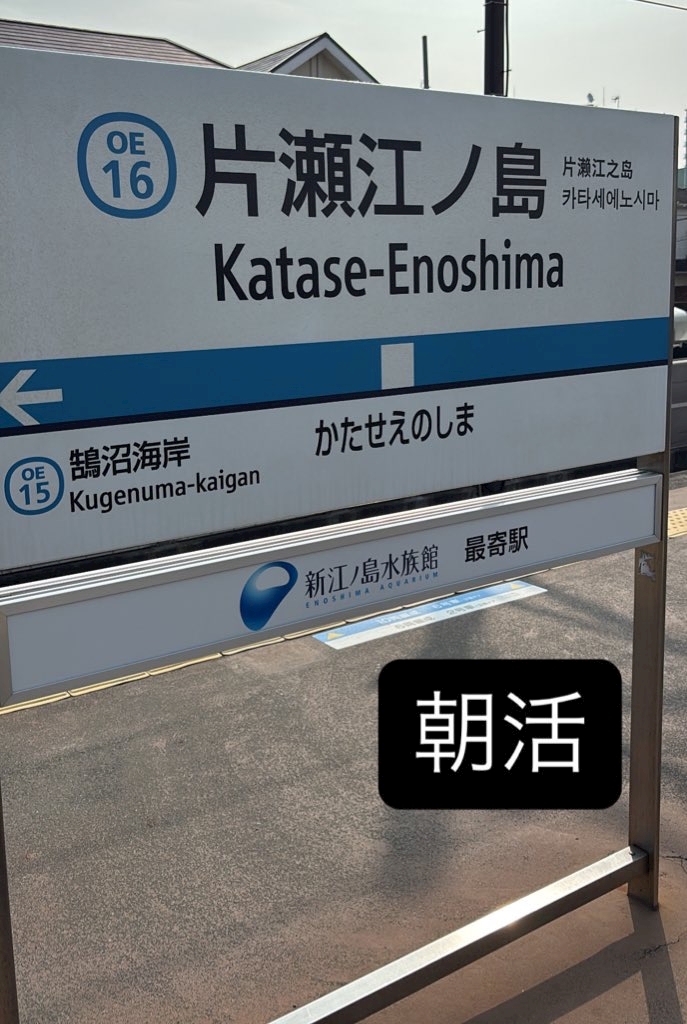 OE
16
片瀬江ノ島
片濑江之岛
카타세에노시마
Katase-Enoshima
かたせえのしま
OE
15
鵠沼海岸
Kugenuma-kaigan
新江ノ島水族館
ENOSHIMA AQUARIUM
最寄駅
朝活